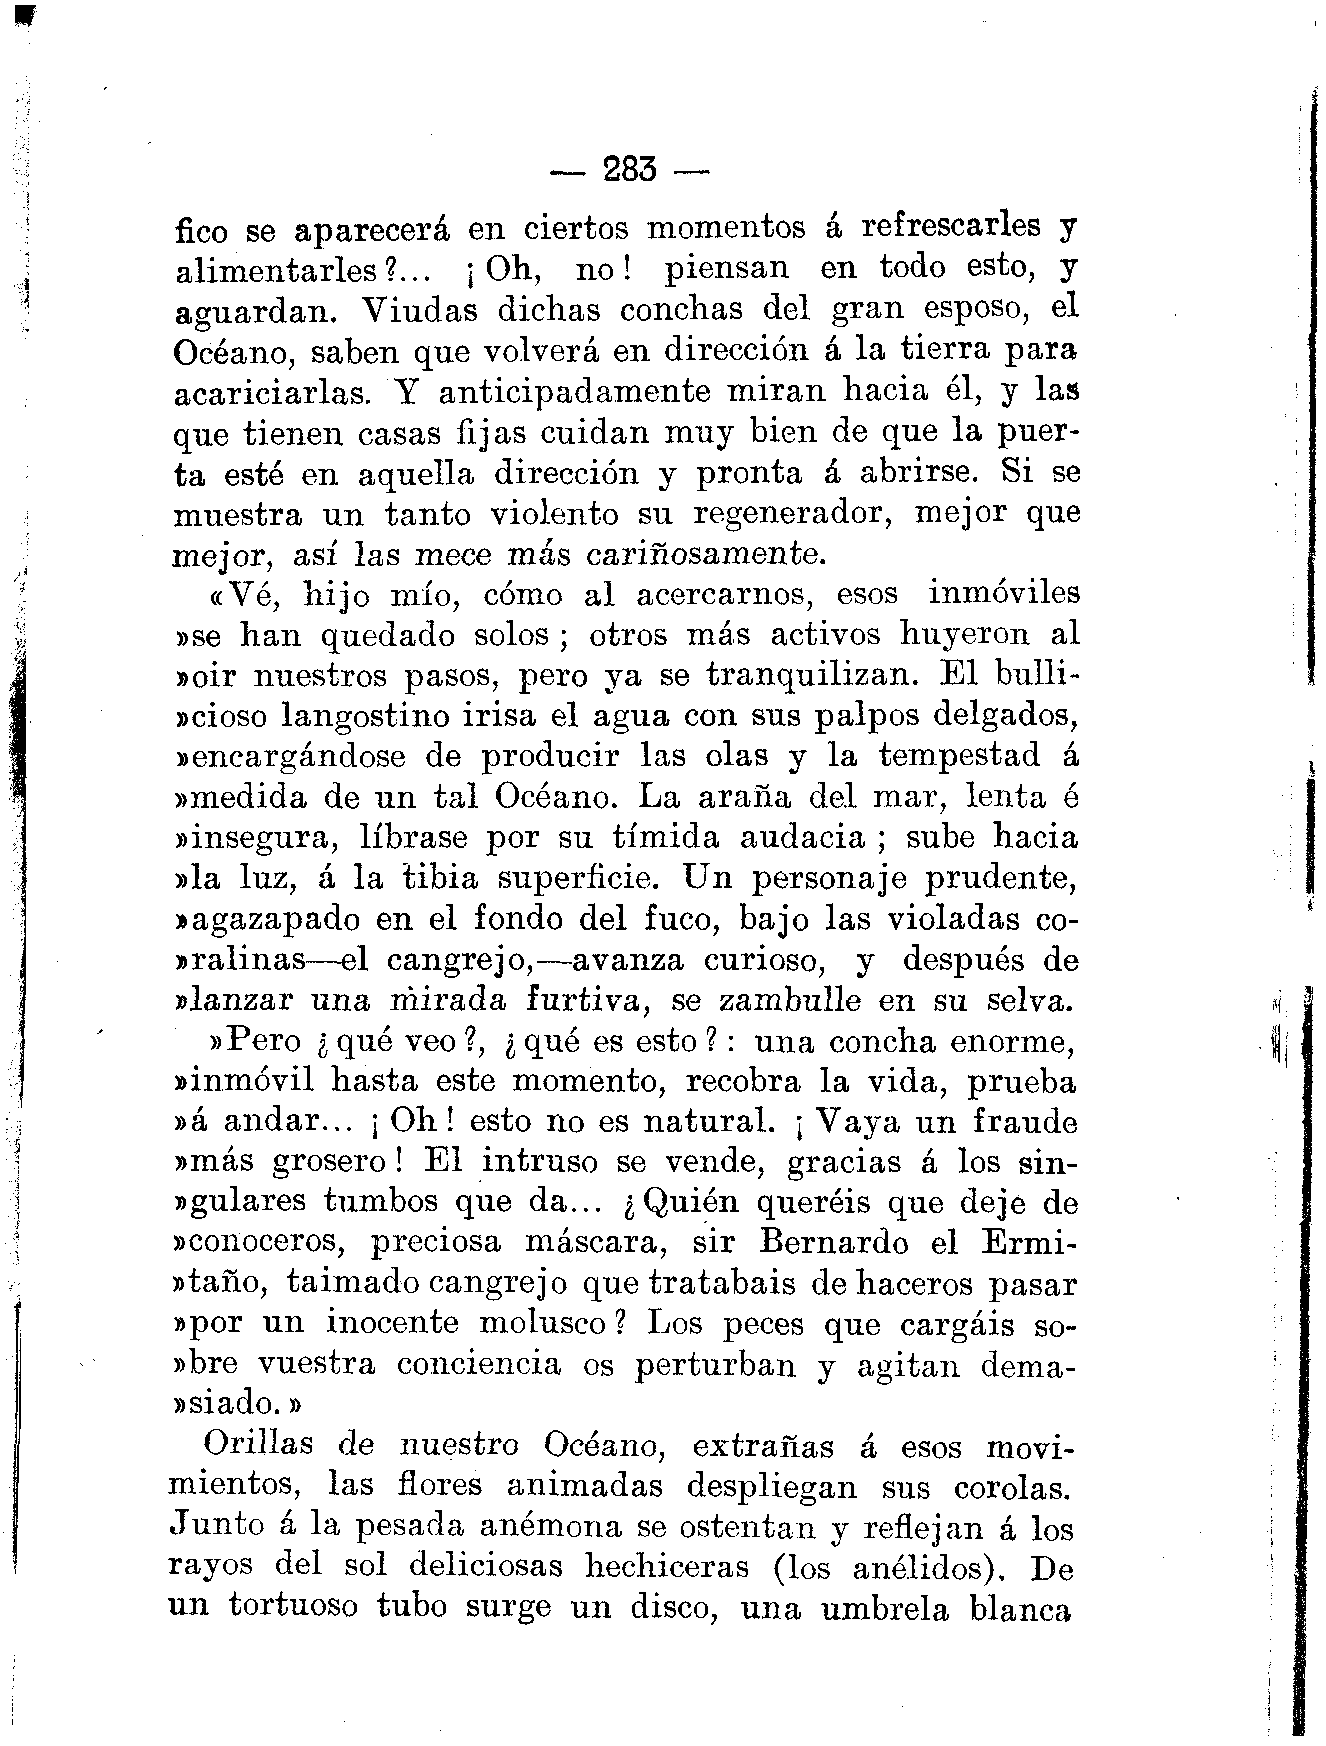 — 283 —
fico se aparecerá en ciertos momentos á refrescarles y
alimentarles?... ¡Oh, no! piensan en todo esto, y
aguardan. Viudas dichas conchas del gran esposo, el
Océano, saben que volverá en dirección á la tierra para
acariciarlas. Y anticipadamente miran hacia él, y las
que tienen casas fijas cuidan muy bien de que la puer-
ta esté en aquella dirección y pronta á abrirse. Si se
muestra un tanto violento su regenerador, mejor que
mejor, así las mece más cariñosamente.
«Vé, hijo mío, cómo al acercarnos, esos inmóviles
»se han quedado solos; otros más activos huyeron al
»oir nuestros pasos, pero ya se tranquilizan. El bulli-
»cioso langostino irisa el agua con sus palpos delgados,
»encargándose de producir las olas y la tempestad á
»medida de un tal Océano. La araña del mar, lenta é
»insegura, líbrase por su tímida audacia; sube hacia
»la luz, á la tibia superficie. Un personaje prudente,
»agazapado en el fondo del fuco, bajo las violadas co-
»ralinas—el cangrejo,—avanza curioso, y después de
»lanzar una mirada furtiva, se zambulle en su selva.
»Pero ¿qué veo?, ¿qué es esto?: una concha enorme,
»inmóvil hasta este momento, recobra la vida, prueba
»á andar... ¡Oh! esto no es natural. ¡Vaya un fraude
»más grosero! El intruso se vende, gracias á los sin-
»gulares tumbos que da... ¿Quién queréis que deje de
»conoceros, preciosa máscara, sir Bernardo el Ermi-
»taño, taimado cangrejo que tratabais de haceros pasar
»por un inocente molusco? Los peces que cargáis so-
»bre vuestra conciencia os perturban y agitan dema-
»siado.»
Orillas de nuestro Océano, extrañas á esos movi-
mientos, las flores animadas despliegan sus corolas.
Junto á la pesada anémona se ostentan y reflejan á los
rayos del sol deliciosas hechiceras (los anélidos). De
un tortuoso tubo surge un disco, una umbrela blanca